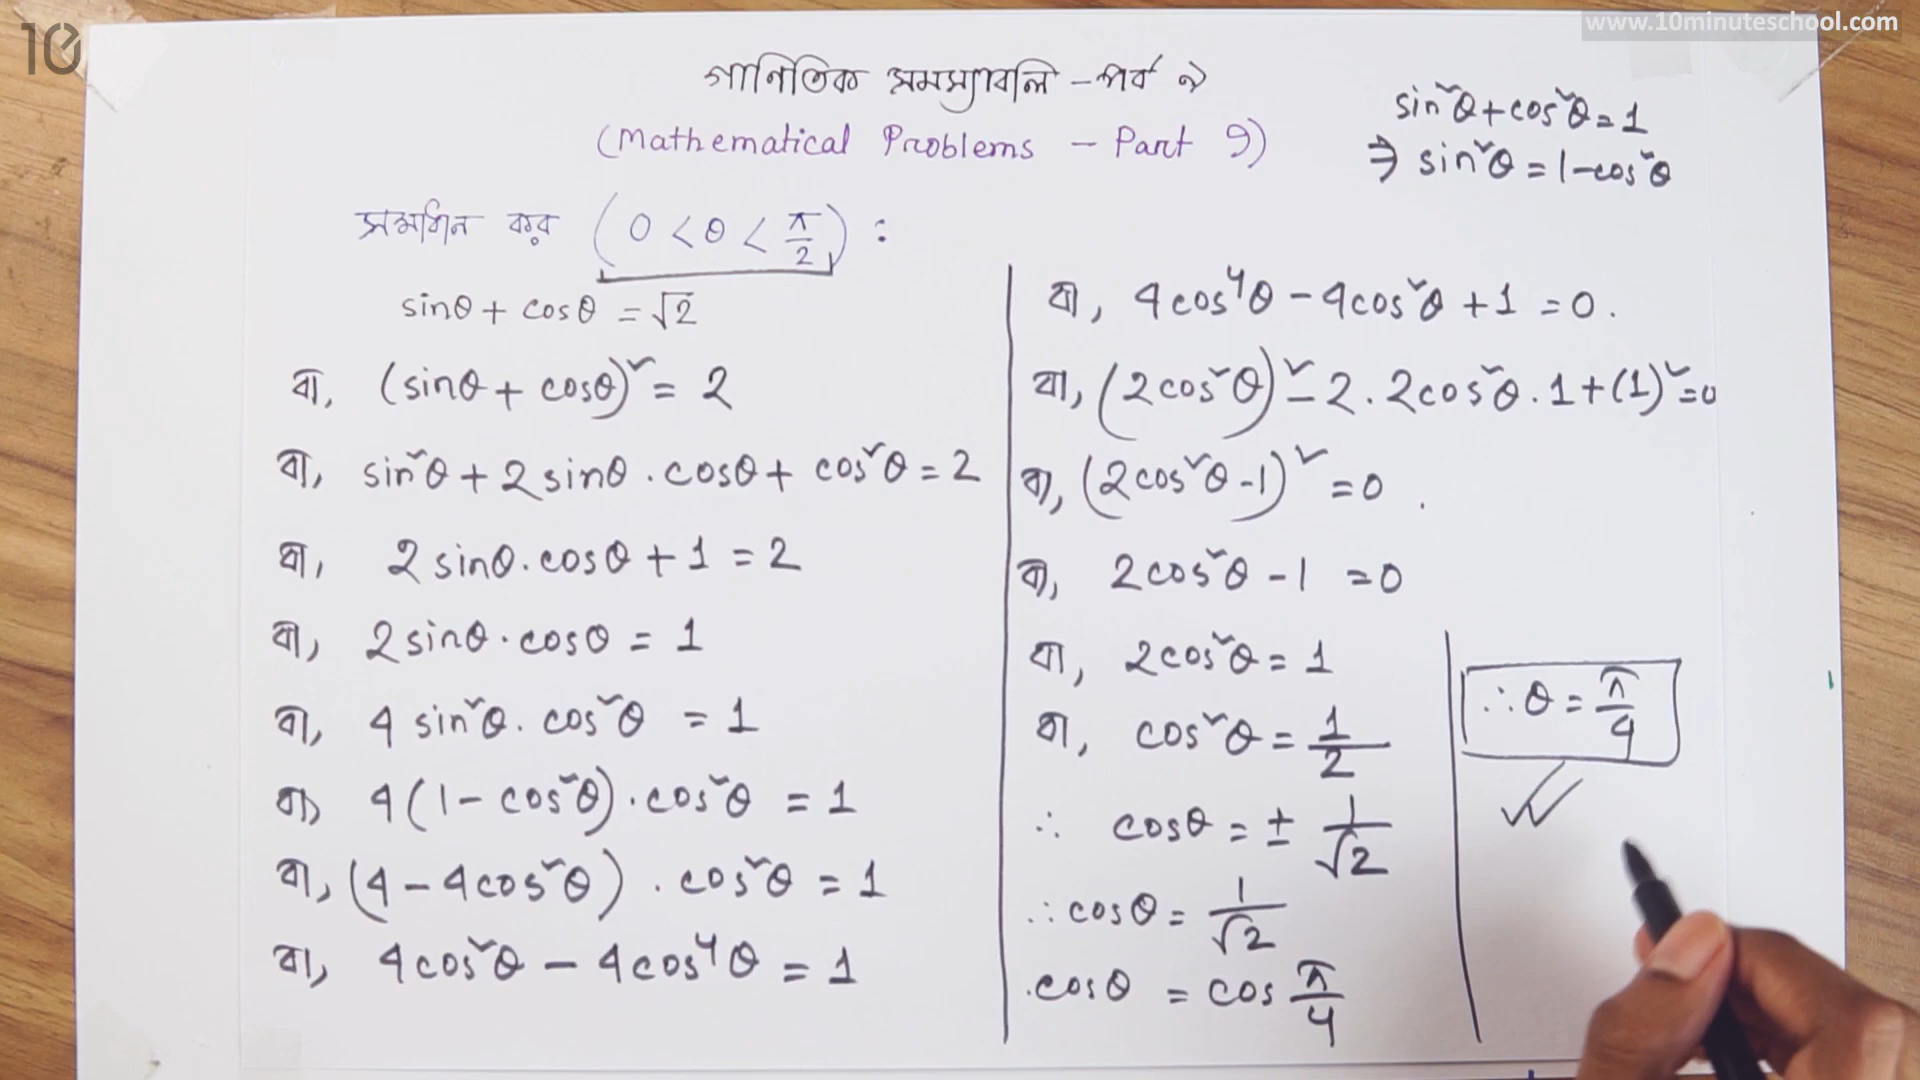 10
www.10minuteschool.com
গাণিতিক সমস্যাবলি - পর্ব ৯
(Mathematical Problems - Part 9)
sin²θ + cos²θ = 1
⇒ sin²θ = 1 - cos²θ
সমাধান কর (0 < θ < π/2) :
sinθ + cosθ = √2
বা, (sinθ + cosθ)² = 2
বা, sin²θ + 2 sinθ . cosθ + cos²θ = 2
বা, 2 sinθ . cosθ + 1 = 2
বা, 2 sinθ . cosθ = 1
বা, 4 sin²θ . cos²θ = 1
বা, 4(1 - cos²θ) . cos²θ = 1
বা, (4 - 4cos²θ) . cos²θ = 1
বা, 4cos²θ - 4cos⁴θ = 1
বা, 4cos⁴θ - 4cos²θ + 1 = 0.
বা, (2cos²θ)² - 2 . 2cos²θ . 1 + (1)² = 0
বা, (2cos²θ - 1)² = 0
বা, 2cos²θ - 1 = 0
বা, 2cos²θ = 1
বা, cos²θ = 1/2
∴ cosθ = ± 1/√2
∴ cosθ = 1/√2
cosθ = cos π/4
∴ θ = π/4